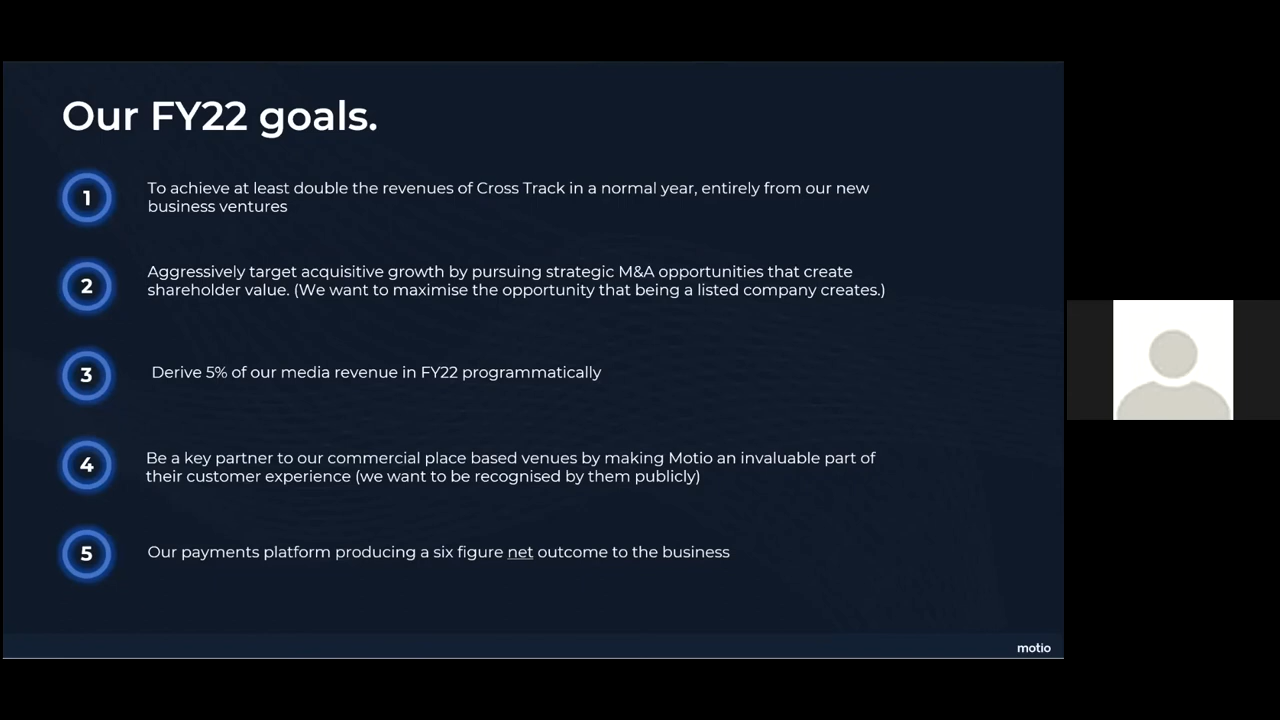 Our FY22 goals.
1
To achieve at least double the revenues of Cross Track in a normal year, entirely from our new
business ventures
2
Aggressively target acquisitive growth by pursuing strategic M&A opportunities that create
shareholder value. (We want to maximise the opportunity that being a listed company creates.)
3
Derive 5% of our media revenue in FY22 programmatically
4
Be a key partner to our commercial place based venues by making Motio an invaluable part of
their customer experience (we want to be recognised by them publicly)
5
Our payments platform producing a six figure net outcome to the business
motio